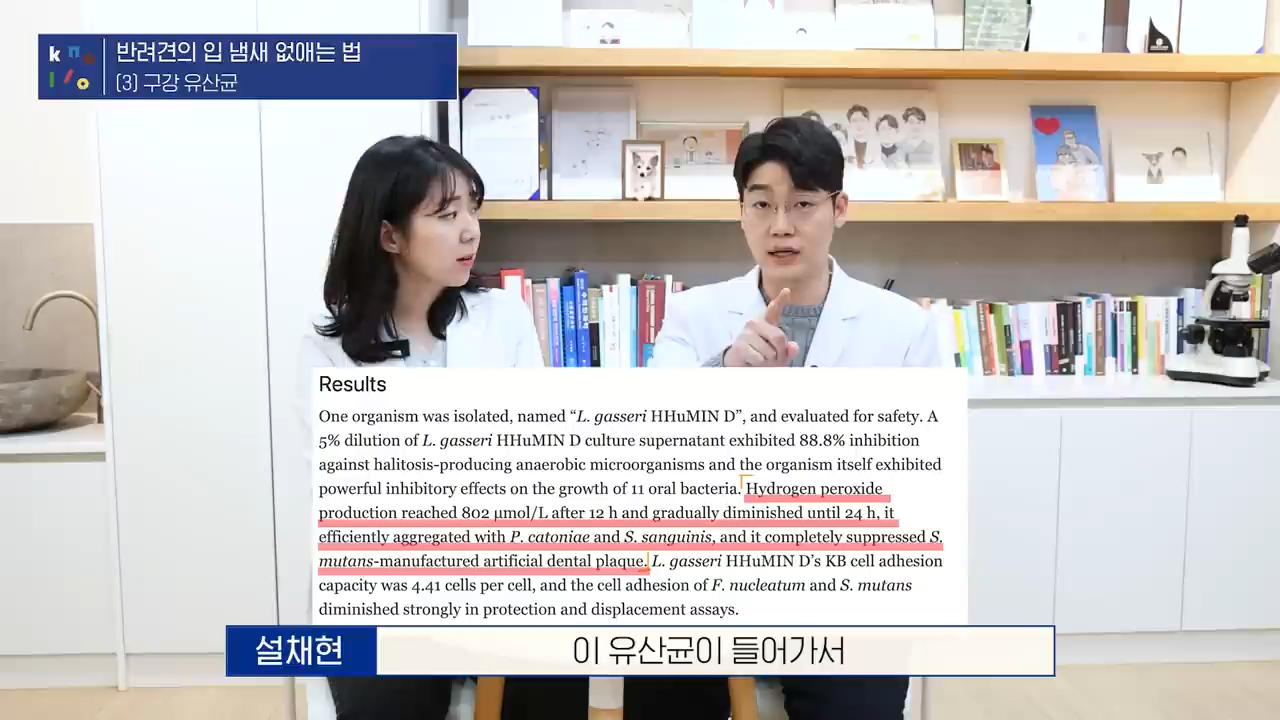 knollo
반려견의 입 냄새 없애는 법
(3) 구강 유산균
Results
One organism was isolated, named “L. gasseri HHuMIN D”, and evaluated for safety. A
5% dilution of L. gasseri HHuMIN D culture supernatant exhibited 88.8% inhibition
against halitosis-producing anaerobic microorganisms and the organism itself exhibited
powerful inhibitory effects on the growth of 11 oral bacteria. Hydrogen peroxide
production reached 802 μmol/L after 12 h and gradually diminished until 24 h, it
efficiently aggregated with P. catoniae and S. sanguinis, and it completely suppressed S.
mutans-manufactured artificial dental plaque. L. gasseri HHuMIN D’s KB cell adhesion
capacity was 4.41 cells per cell, and the cell adhesion of F. nucleatum and S. mutans
diminished strongly in protection and displacement assays.
설채현 이 유산균이 들어가서